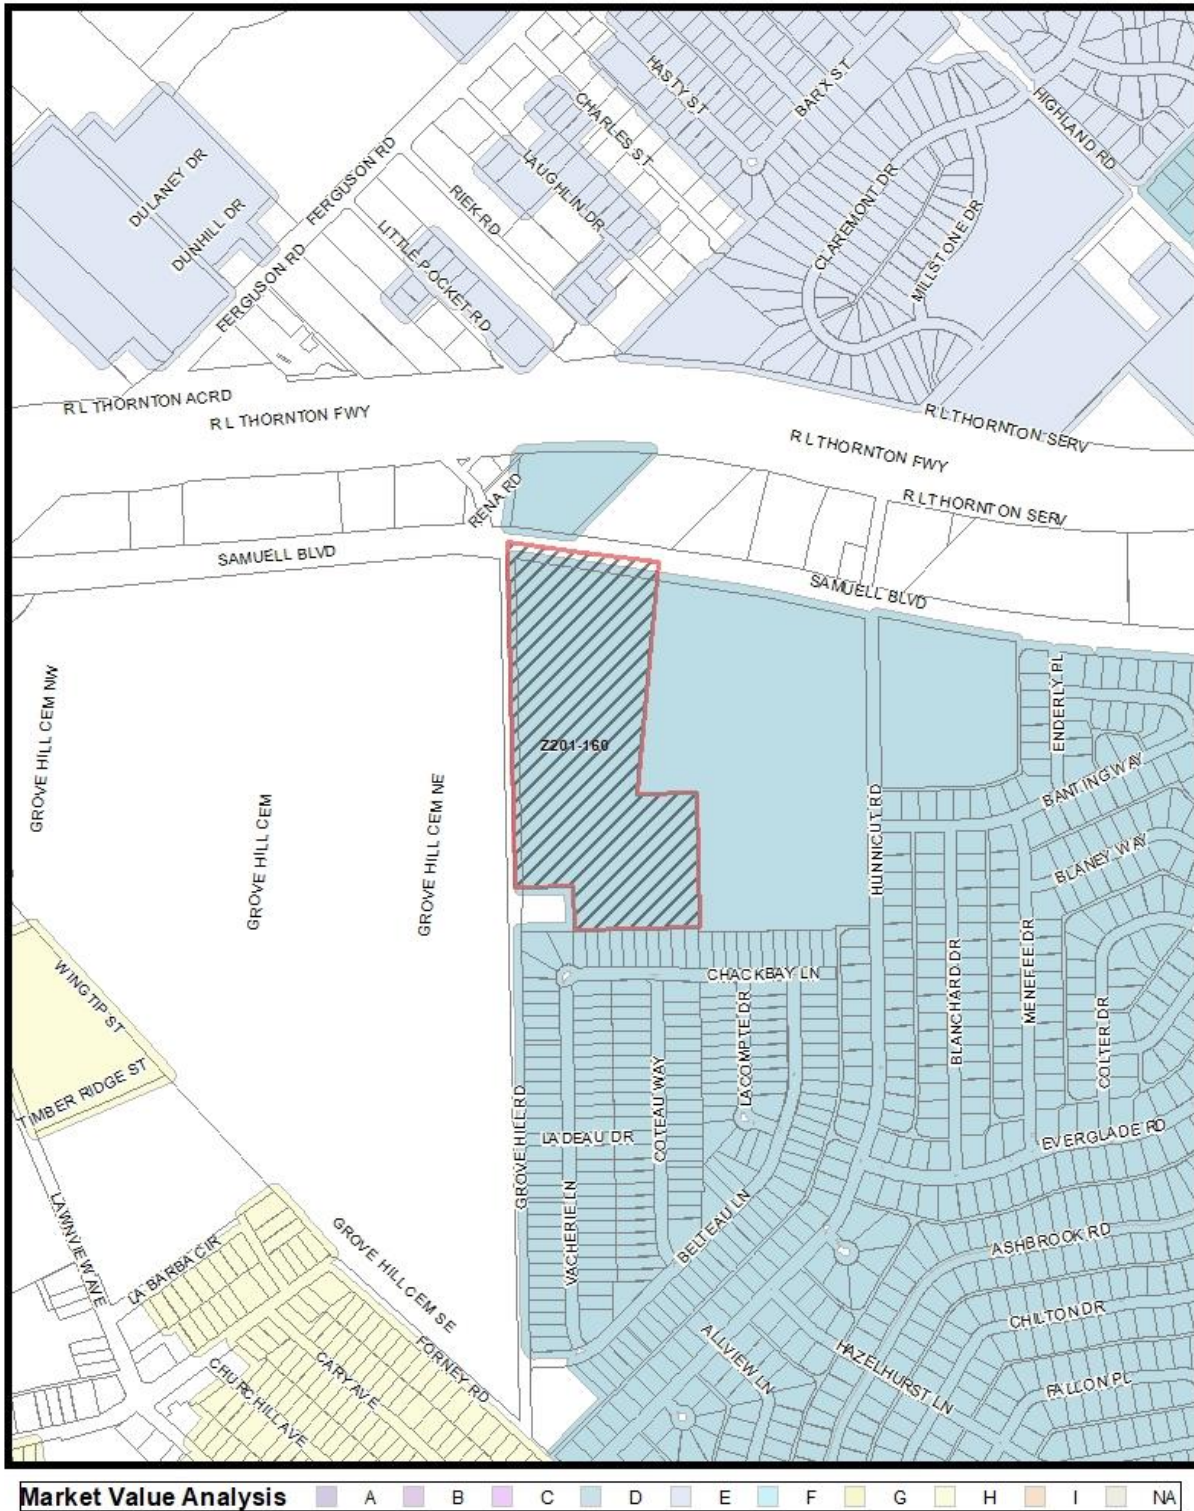 HASTY ST
BARX ST
CHARLES ST
HIGHLAND RD
DULANEY DR
FERGUSON RD
LAUGHLIN DR
RIEK RD
CLAREMONT DR
DUNHILL DR
LITTLE POCKET RD
MILLSTONE DR
FERGUSON RD
R L THORNTON ACRD
R L THORNTON FWY
R L THORNTON SERV
R L THORNTON FWY
RENA RD
R L THORNTON SERV
SAMUELL BLVD
SAMUELL BLVD
GROVE HILL CEM NW
ENDERLY PL
Z201-160
BANTING WAY
GROVE HILL CEM
GROVE HILL CEM NE
HUNNICUT RD
BLANEY WAY
WINGTIP ST
CHACKBAY LN
BLANCHARD DR
MENEFEE DR
LACOMPTE DR
COLTER DR
TIMBER RIDGE ST
COTEAU WAY
LADEAU DR
EVERGLADE RD
GROVE HILL RD
VACHERIE LN
BELTEAU LN
LAWNVIEW AVE
LA BARBA CIR
GROVE HILL CEM SE
ASHBROOK RD
CHILTON DR
ALLVIEW LN
HAZELHURST LN
FORNEY RD
CARY AVE
CHURCHILL AVE
FALLON PL
Market Value Analysis A B C D E F G H I NA